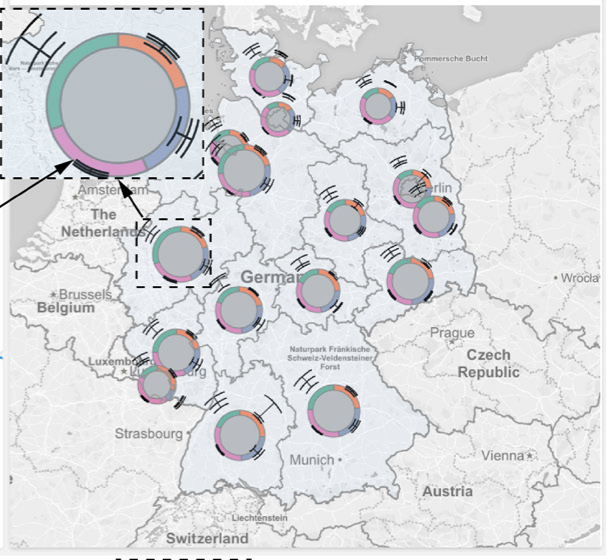 Pommersche Bucht
Amsterdam
The
Netherlands
rlin
German
Wrocła
Brussels
Belgium
Prague
Czech
Republic
Naturpark Fränkische
Schweiz-Veldensteiner
Forst
Luxembourg
Strasbourg
Munich
Vienna
Austria
Liechtenstein
Switzerland